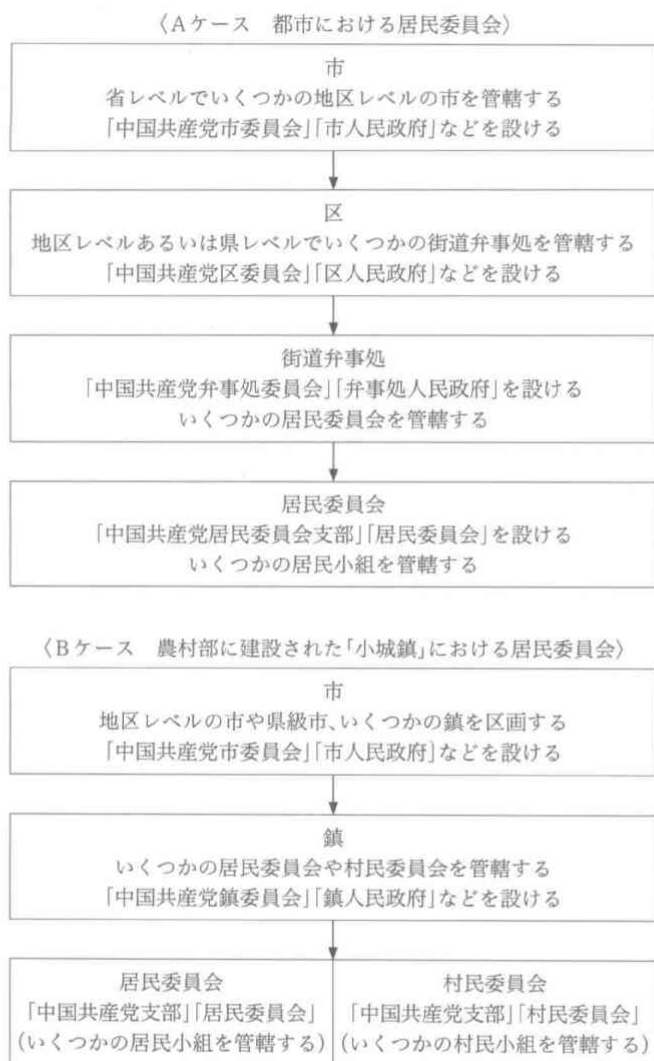 〈Aケース　都市における居民委員会〉
市
省レベルでいくつかの地区レベルの市を管轄する
「中国共産党市委員会」「市人民政府」などを設ける
区
地区レベルあるいは県レベルでいくつかの街道弁事処を管轄する
「中国共産党区委員会」「区人民政府」などを設ける
街道弁事処
「中国共産党弁事処委員会」「弁事処人民政府」を設ける
いくつかの居民委員会を管轄する
居民委員会
「中国共産党居民委員会支部」「居民委員会」を設ける
いくつかの居民小組を管轄する
〈Bケース　農村部に建設された「小城鎮」における居民委員会〉
市
地区レベルの市や県級市、いくつかの鎮を区画する
「中国共産党市委員会」「市人民政府」などを設ける
鎮
いくつかの居民委員会や村民委員会を管轄する
「中国共産党鎮委員会」「鎮人民政府」などを設ける
居民委員会
「中国共産党支部」「居民委員会」
(いくつかの居民小組を管轄する)
村民委員会
「中国共産党支部」「村民委員会」
(いくつかの村民小組を管轄する)